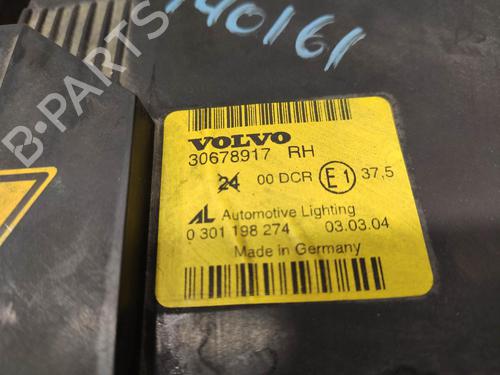 140161
VOLVO
30678917 RH
24 00 DCR E1 37,5
AL Automotive Lighting
0 301 198 274 03.03.04
Made in Germany
B-PARTS